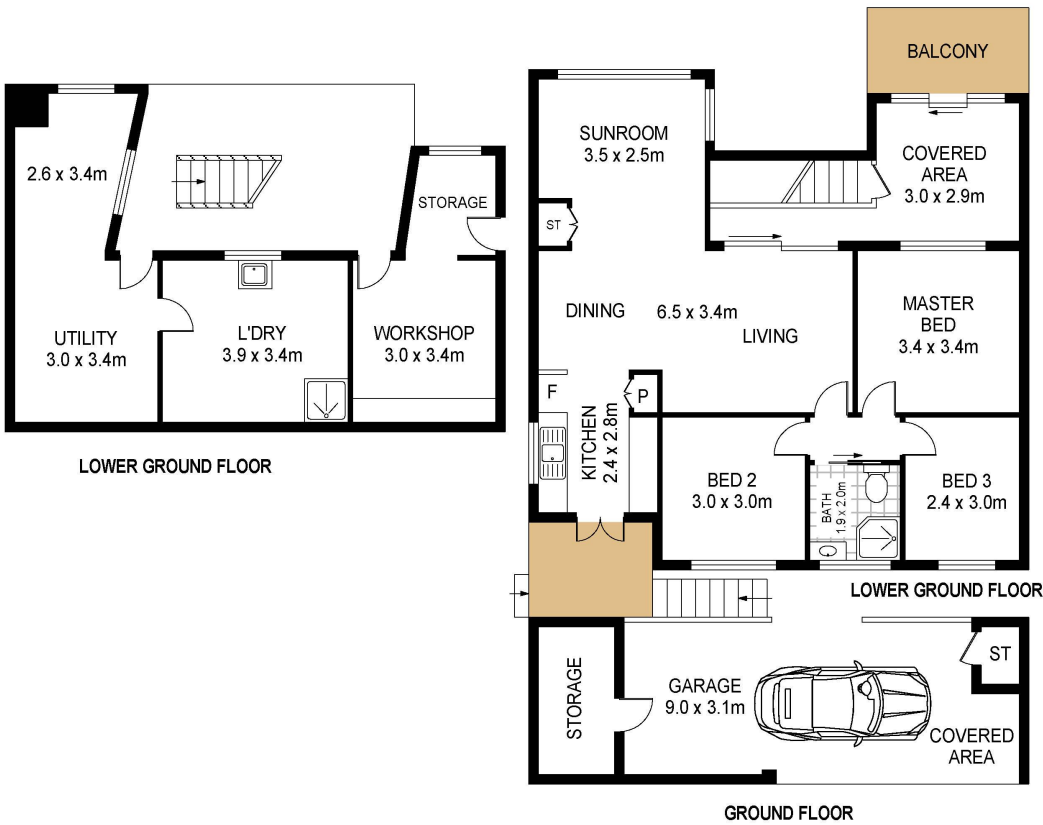 2.6 x 3.4m
STORAGE
UTILITY
3.0 x 3.4m
L'DRY
3.9 x 3.4m
WORKSHOP
3.0 x 3.4m
LOWER GROUND FLOOR
BALCONY
SUNROOM
3.5 x 2.5m
COVERED
AREA
3.0 x 2.9m
ST
DINING
6.5 x 3.4m
LIVING
MASTER
BED
3.4 x 3.4m
F
P
KITCHEN
2.4 x 2.8m
BED 2
3.0 x 3.0m
BATH
1.9 x 2.0m
BED 3
2.4 x 3.0m
LOWER GROUND FLOOR
STORAGE
GARAGE
9.0 x 3.1m
ST
COVERED
AREA
GROUND FLOOR